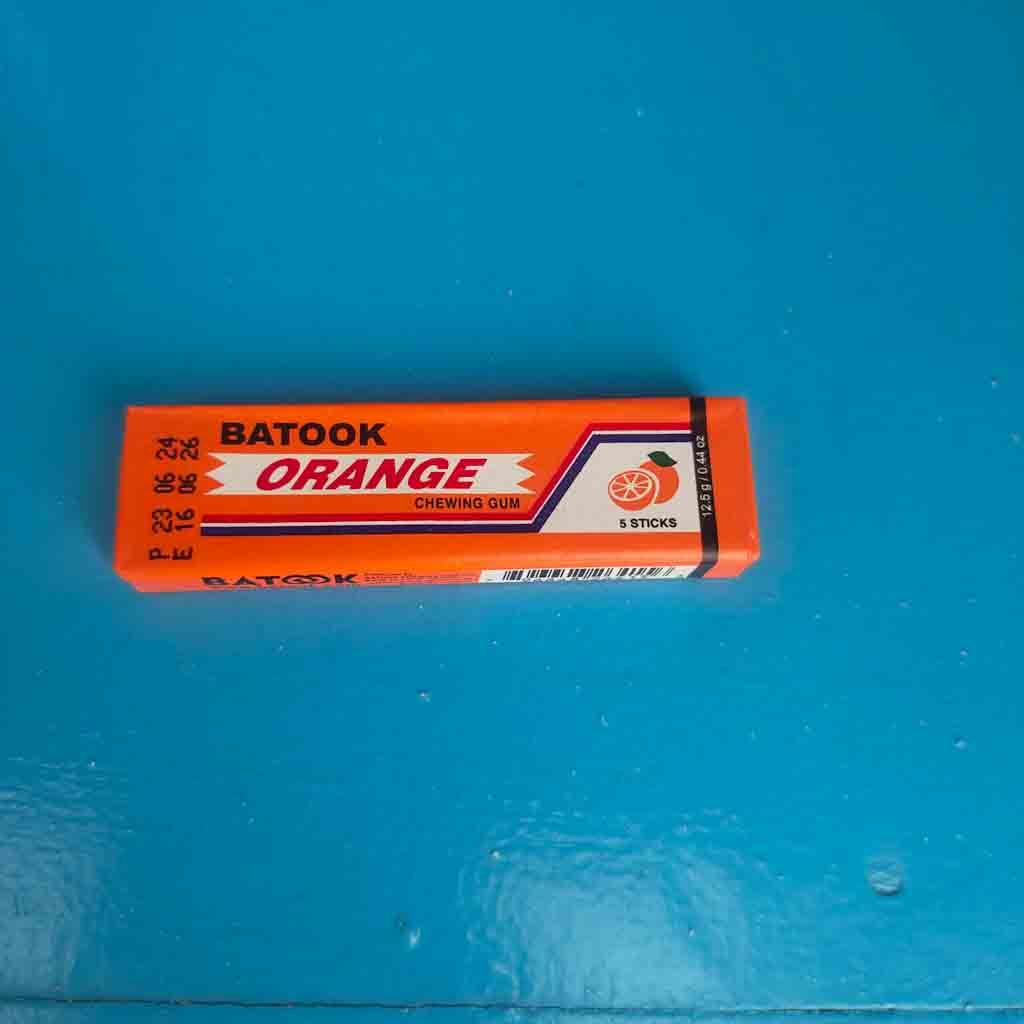 BATOOK
ORANGE
CHEWING GUM
5 STICKS
12.5 g / 0.44 oz
P 23 06 24
E 16 06 26
BATOOK